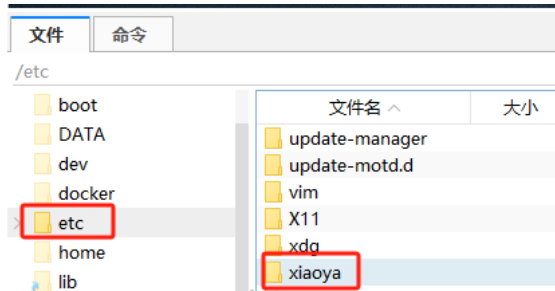 文件 命令
/etc
boot
DATA
dev
docker
etc
home
lib
文件名 大小
update-manager
update-motd.d
vim
X11
xdg
xiaoya